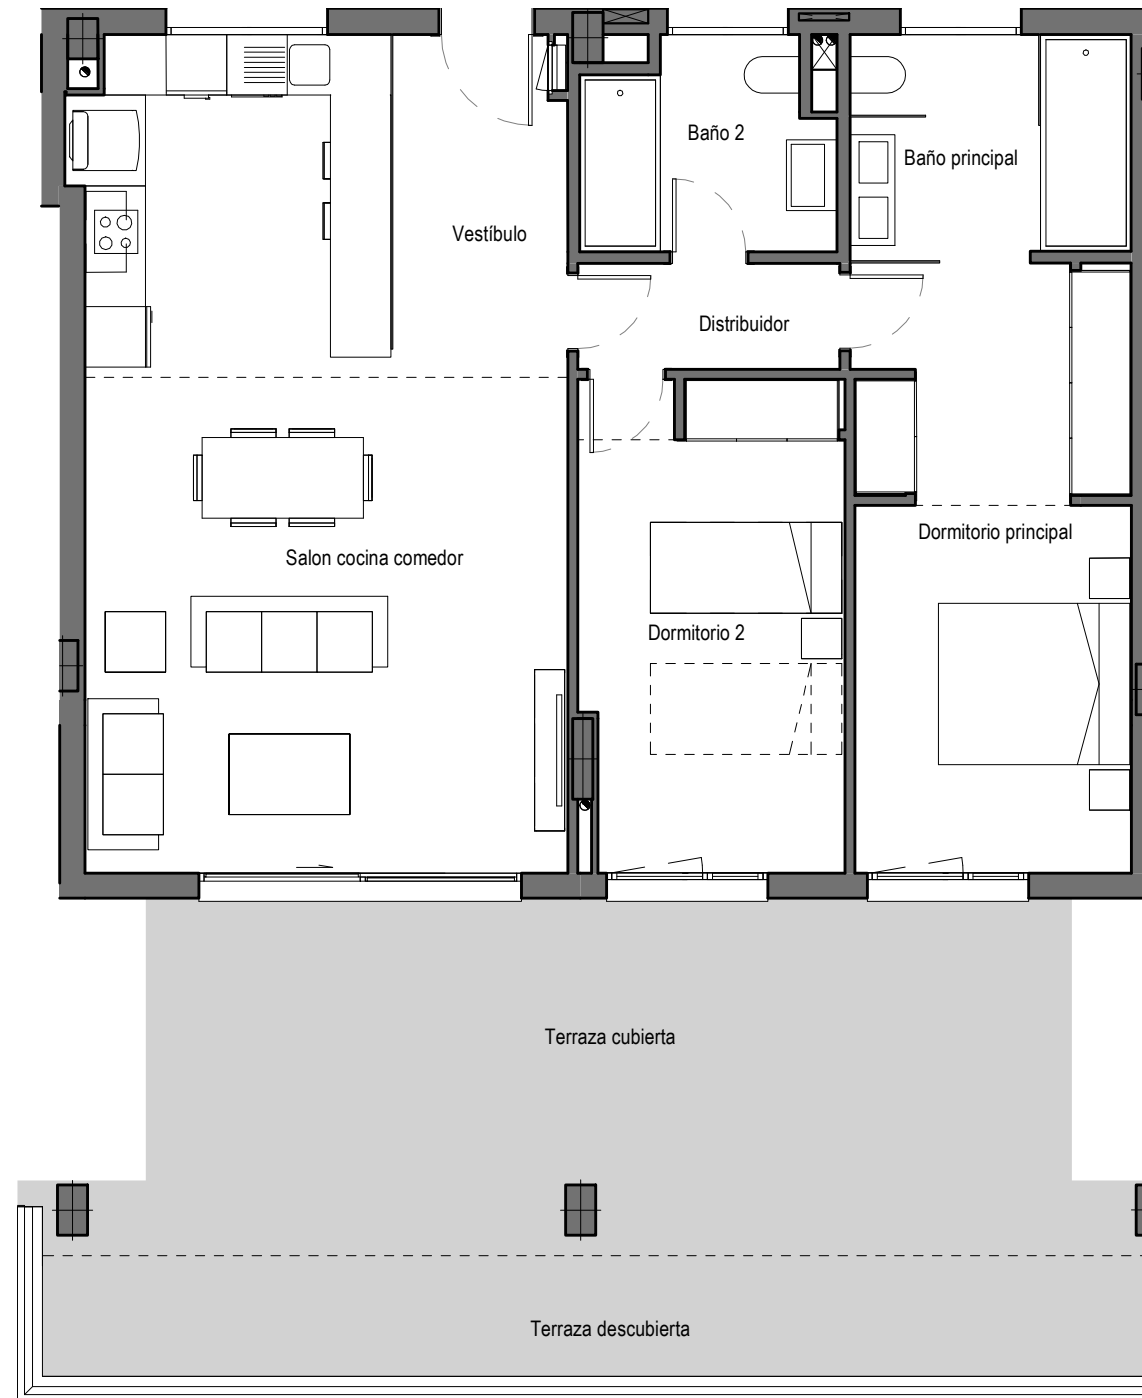 Baño 2
Baño principal
Vestíbulo
Distribuidor
Dormitorio principal
Salon cocina comedor
Dormitorio 2
Terraza cubierta
Terraza descubierta